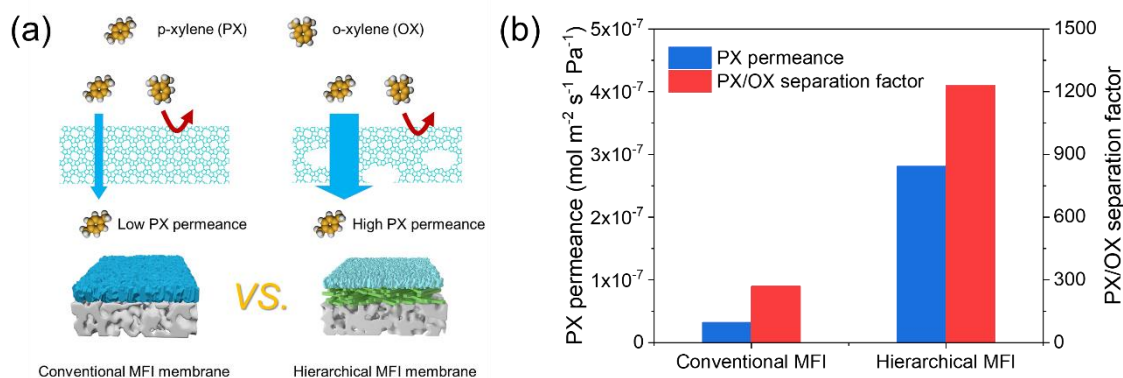 (a)
p-xylene (PX)
o-xylene (OX)
Low PX permeance
High PX permeance
VS.
Conventional MFI membrane
Hierarchical MFI membrane
(b)
PX permeance (mol m⁻² s⁻¹ Pa⁻¹)
5x10⁻⁷
4x10⁻⁷
3x10⁻⁷
2x10⁻⁷
1x10⁻⁷
0
PX permeance
PX/OX separation factor
1500
1200
900
600
300
0
PX/OX separation factor
Conventional MFI
Hierarchical MFI